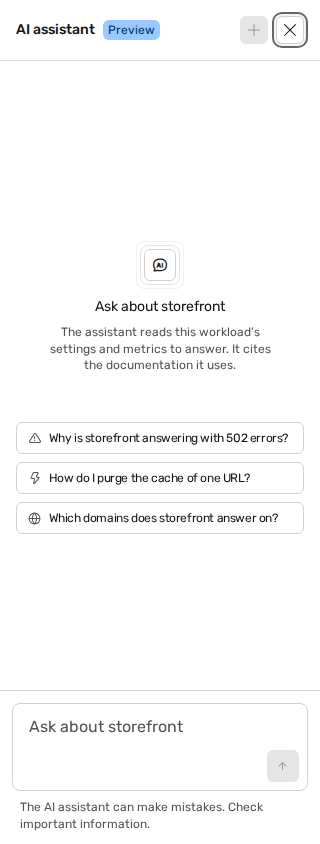 AI assistant Preview
AI
Ask about storefront
The assistant reads this workload’s
settings and metrics to answer. It cites
the documentation it uses.
Why is storefront answering with 502 errors?
How do I purge the cache of one URL?
Which domains does storefront answer on?
Ask about storefront
The AI assistant can make mistakes. Check
important information.